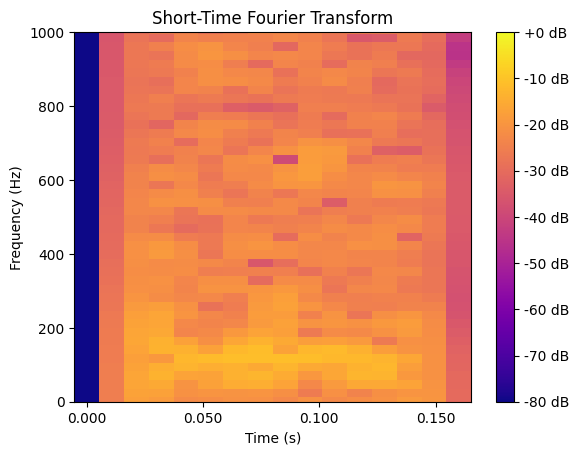 Short-Time Fourier Transform
1000
800
600
400
200
0
Frequency (Hz)
0.000
0.050
0.100
0.150
Time (s)
+0 dB
-10 dB
-20 dB
-30 dB
-40 dB
-50 dB
-60 dB
-70 dB
-80 dB